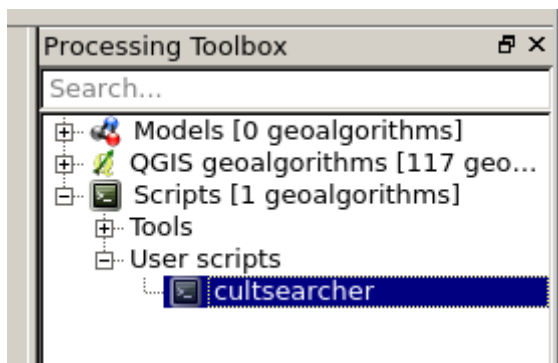 Processing Toolbox
Search...
Models [0 geoalgorithms]
QGIS geoalgorithms [117 geo...
Scripts [1 geoalgorithms]
Tools
User scripts
cultsearcher